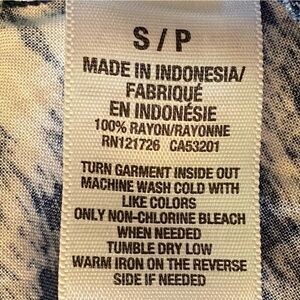 S / P
MADE IN INDONESIA/
FABRIQUÉ
EN INDONÉSIE
100% RAYON/RAYONNE
RN121726 CA53201
TURN GARMENT INSIDE OUT
MACHINE WASH COLD WITH
LIKE COLORS
ONLY NON-CHLORINE BLEACH
WHEN NEEDED
TUMBLE DRY LOW
WARM IRON ON THE REVERSE
SIDE IF NEEDED